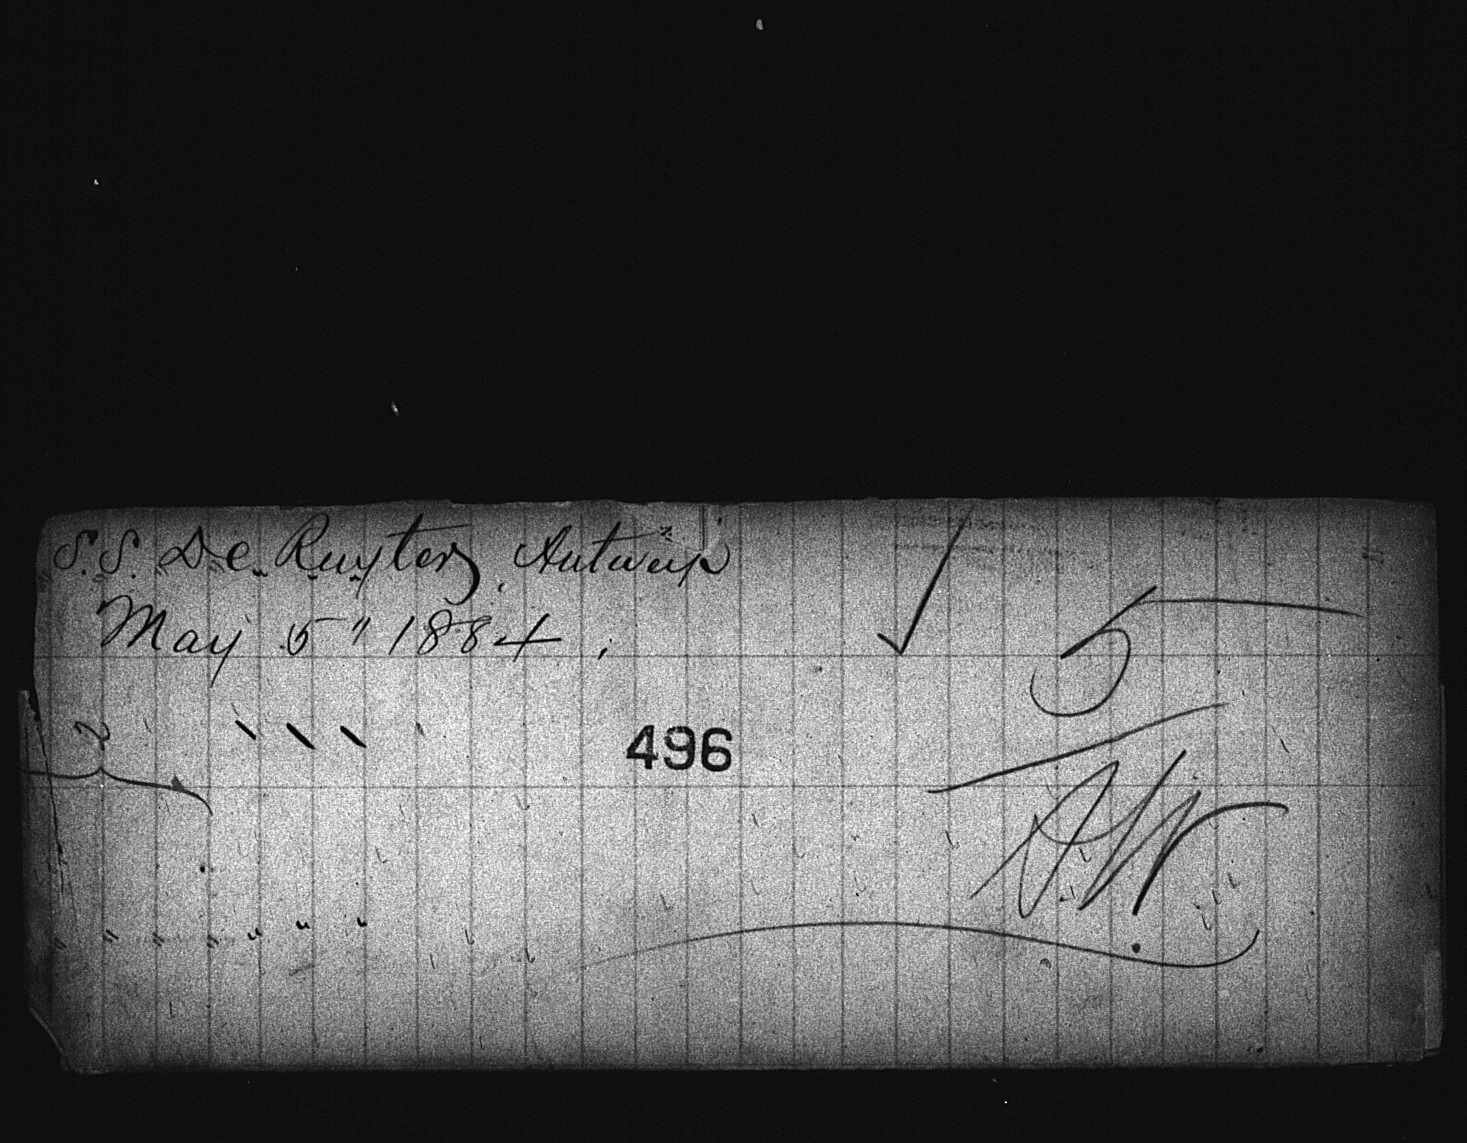 S.S. De Ruyter, Antwerp
May 5" 1884,
5
496